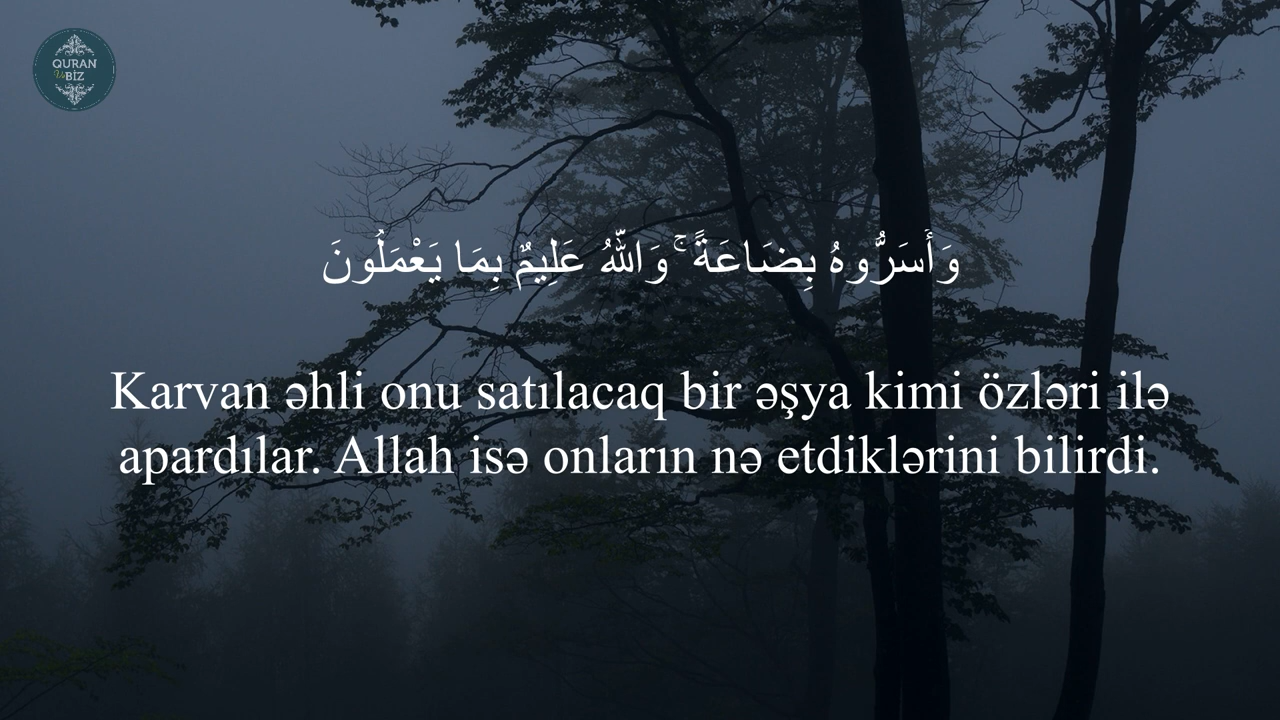 QURAN
Və BİZ
وَأَسَرُّوهُ بِضَاعَةً ۚ وَاللَّهُ عَلِيمٌ بِمَا يَعْمَلُونَ
Karvan əhli onu satılacaq bir əşya kimi özləri ilə
apardılar. Allah isə onların nə etdiklərini bilirdi.